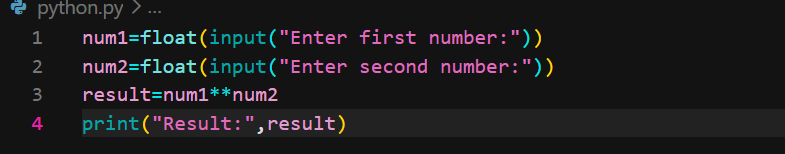 python.py > ...
1 num1=float(input("Enter first number:"))
2 num2=float(input("Enter second number:"))
3 result=num1**num2
4 print("Result:",result)